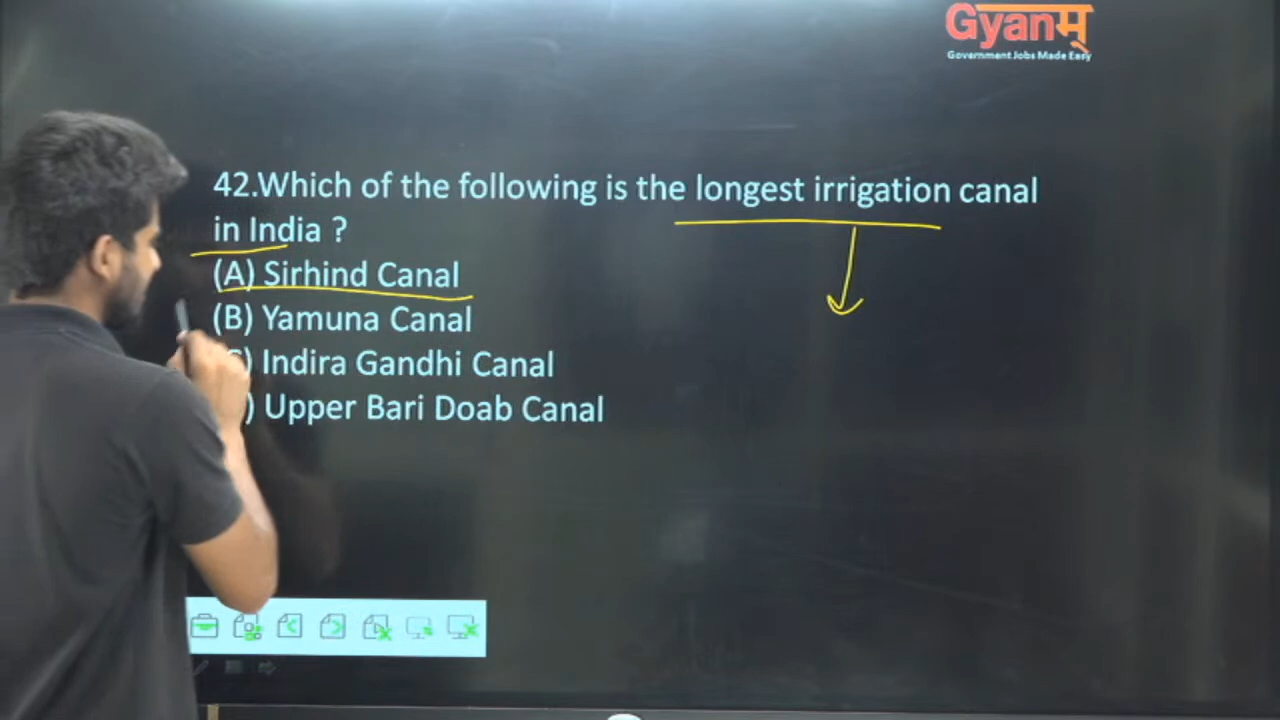 Gyanम्
Government Jobs Made Easy
42.Which of the following is the longest irrigation canal
in India ?
(A) Sirhind Canal
(B) Yamuna Canal
) Indira Gandhi Canal
) Upper Bari Doab Canal